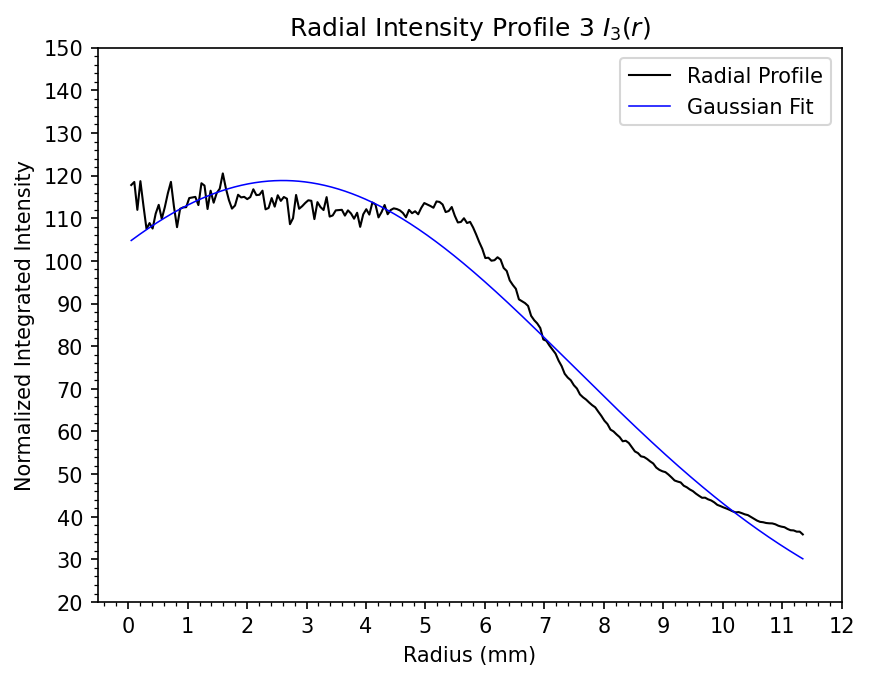 Radial Intensity Profile 3 I₃(r)
Radial Profile
Gaussian Fit
Normalized Integrated Intensity
150
140
130
120
110
100
90
80
70
60
50
40
30
20
0 1 2 3 4 5 6 7 8 9 10 11 12
Radius (mm)